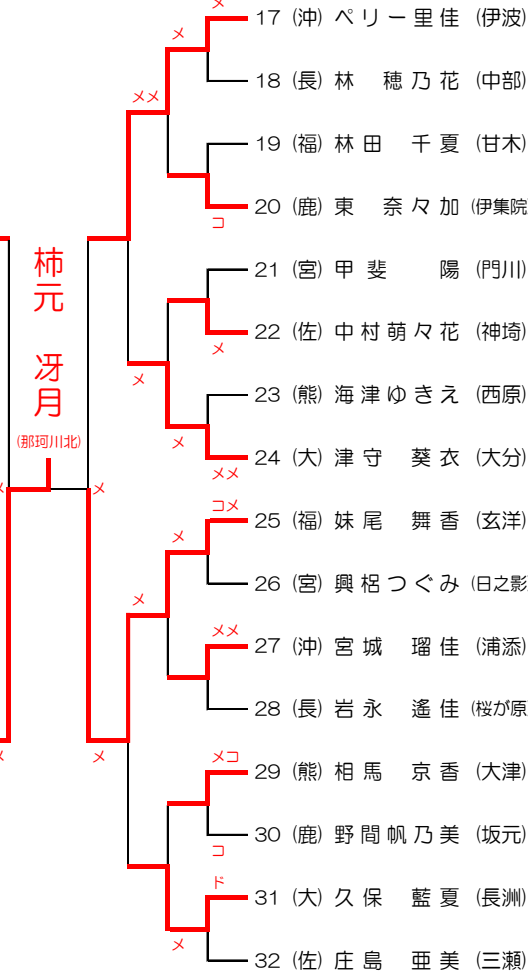 メ
17 (沖) ペリー里佳 (伊波)
メ
18 (長) 林 穂乃花 (中部)
メメ
19 (福) 林田 千夏 (甘木)
20 (鹿) 東 奈々加 (伊集院
コ
柿元 冴月
(那珂川北)
21 (宮) 甲斐 陽 (門川)
22 (佐) 中村萌々花 (神埼)
メ
メ
23 (熊) 海津ゆきえ (西原)
メ
24 (大) 津守 葵衣 (大分)
メメ
メ
メ
コメ
25 (福) 妹尾 舞香 (玄洋)
メ
26 (宮) 興梠つぐみ (日之影
メ
メメ
27 (沖) 宮城 瑠佳 (浦添)
28 (長) 岩永 遙佳 (桜が原
メ
メ
メコ
29 (熊) 相馬 京香 (大津)
30 (鹿) 野間帆乃美 (坂元)
コ
ド
31 (大) 久保 藍夏 (長洲)
メ
32 (佐) 庄島 亜美 (三瀬)